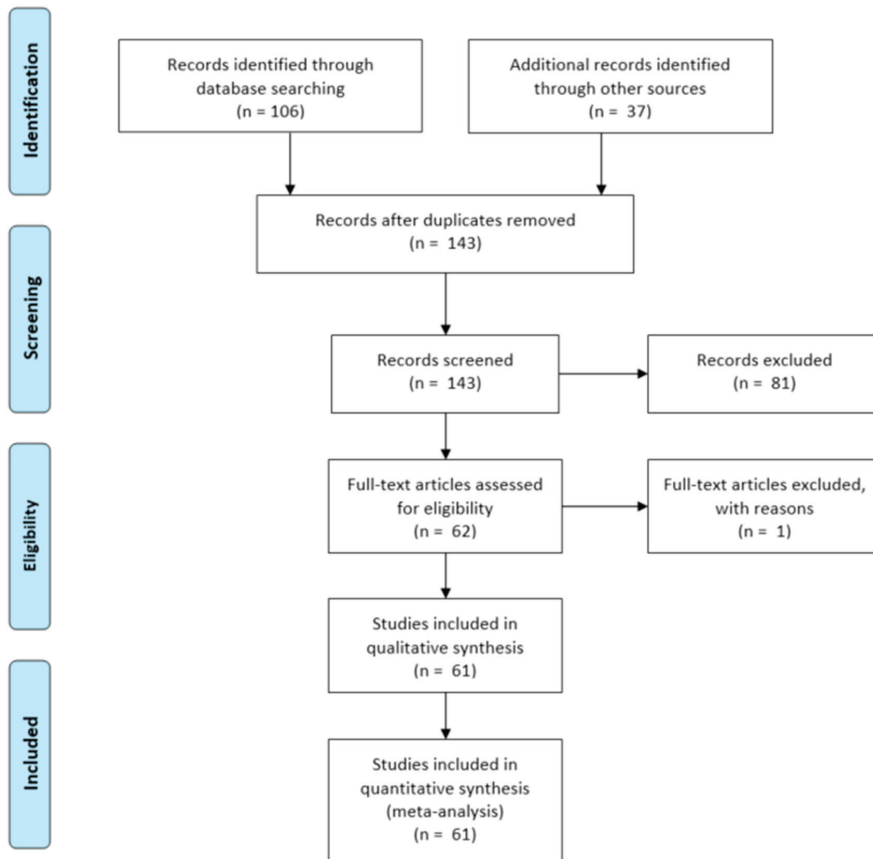 Identification
Records identified through
database searching
(n = 106)
Additional records identified
through other sources
(n = 37)
Records after duplicates removed
(n = 143)
Screening
Records screened
(n = 143)
Records excluded
(n = 81)
Eligibility
Full-text articles assessed
for eligibility
(n = 62)
Full-text articles excluded,
with reasons
(n = 1)
Studies included in
qualitative synthesis
(n = 61)
Included
Studies included in
quantitative synthesis
(meta-analysis)
(n = 61)